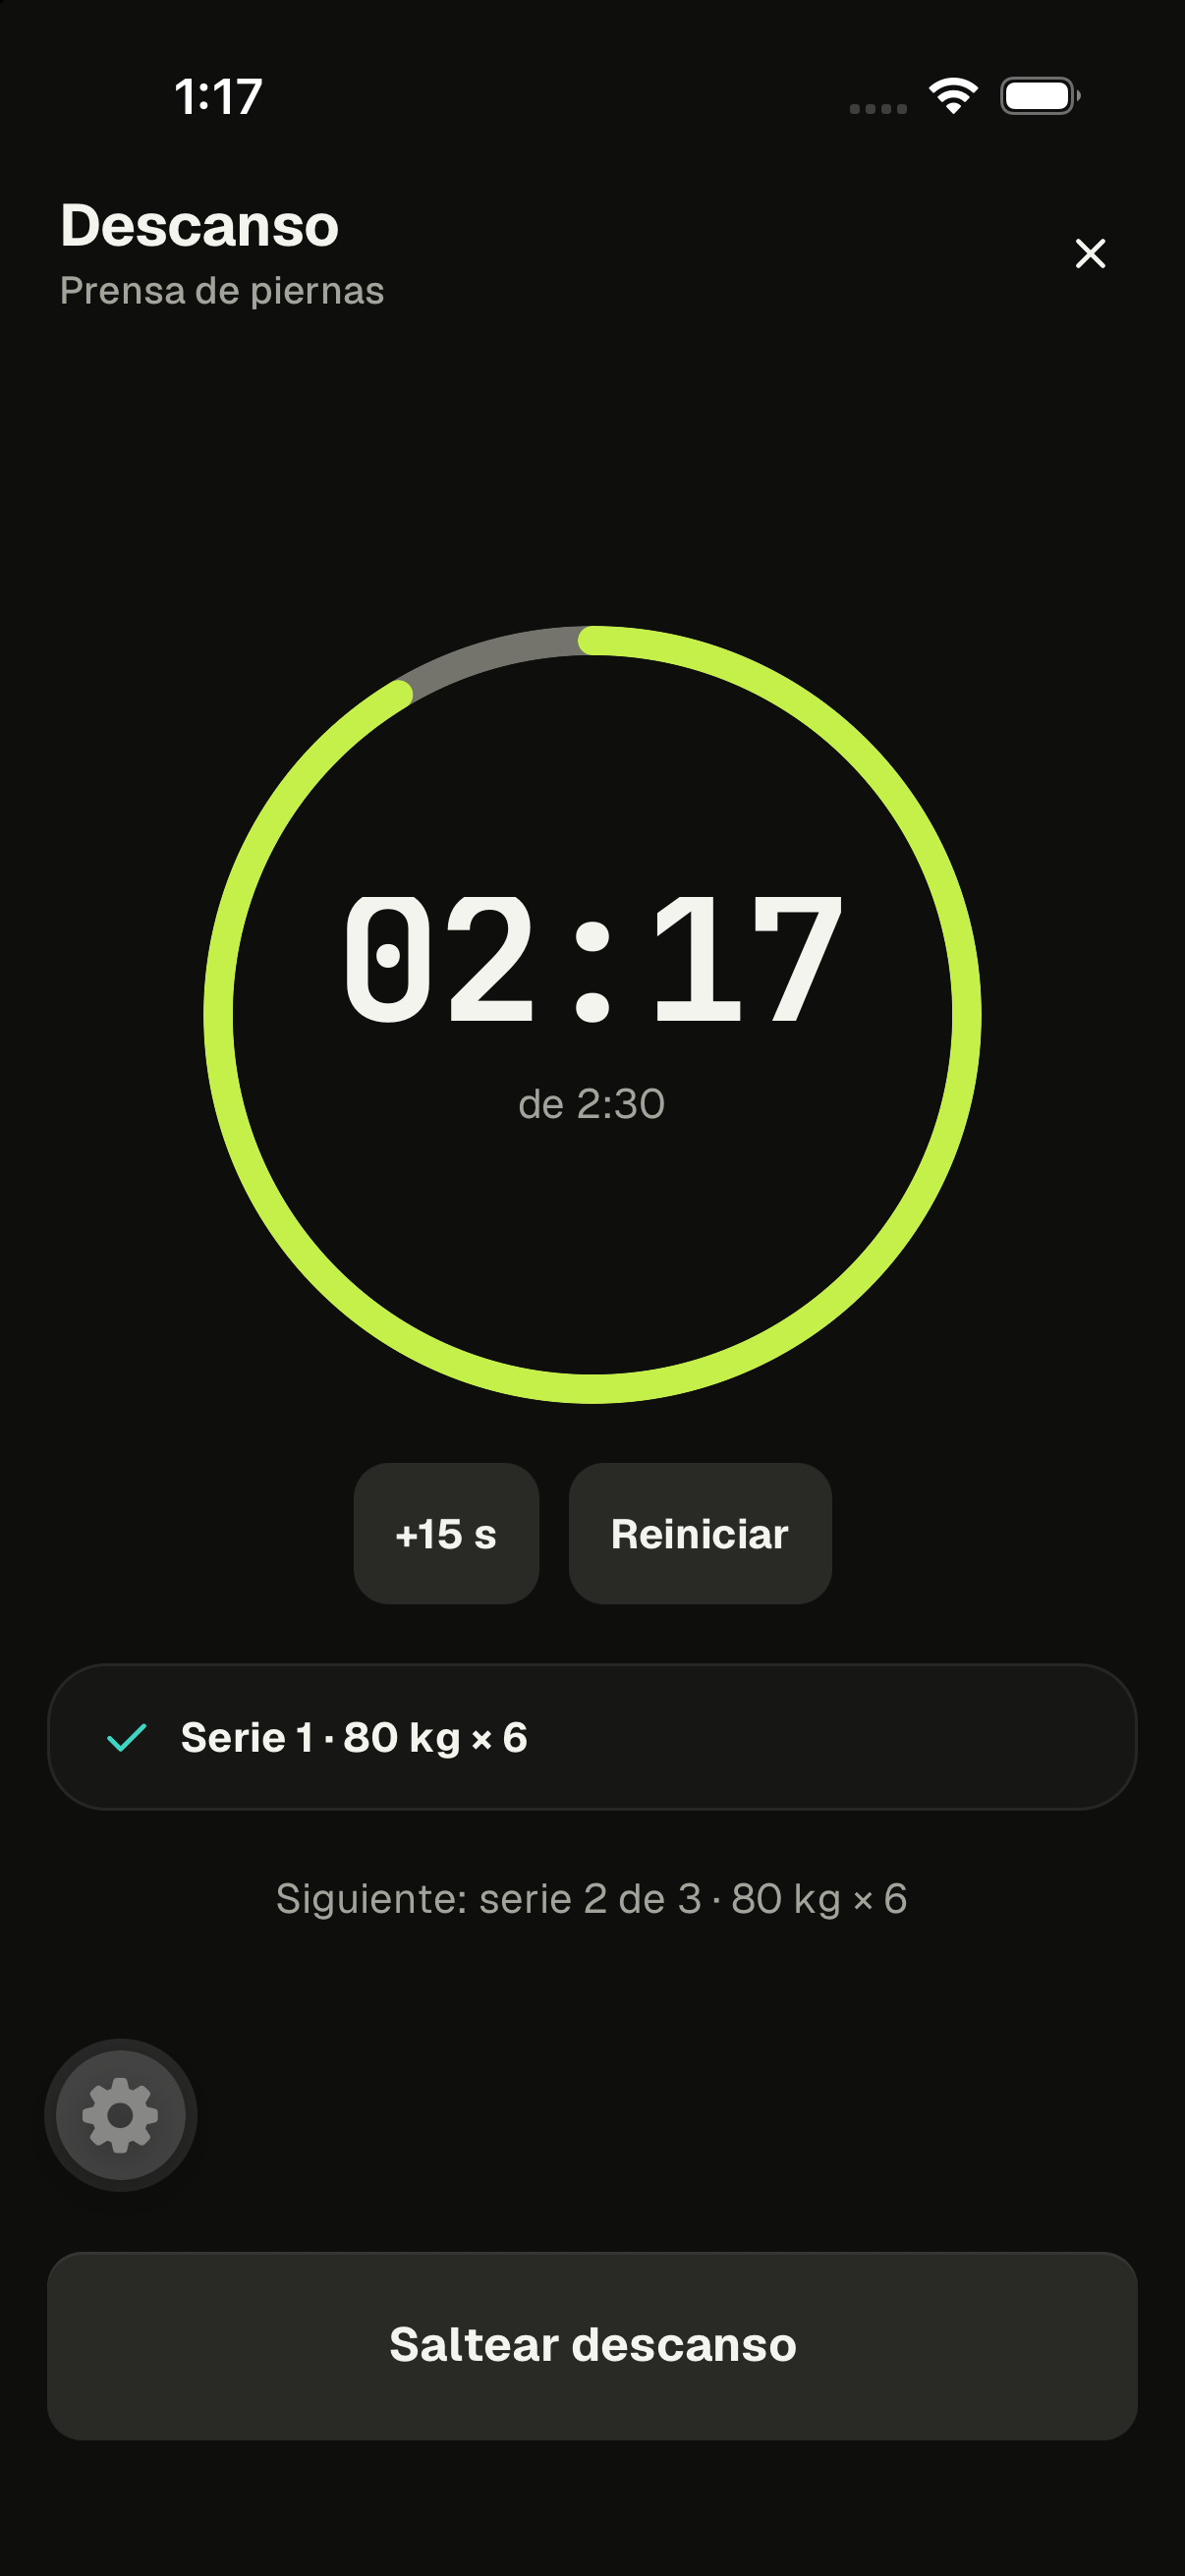 1:17
Descanso
Prensa de piernas
02:17
de 2:30
+15 s
Reiniciar
Serie 1 · 80 kg × 6
Siguiente: serie 2 de 3 · 80 kg × 6
Saltear descanso